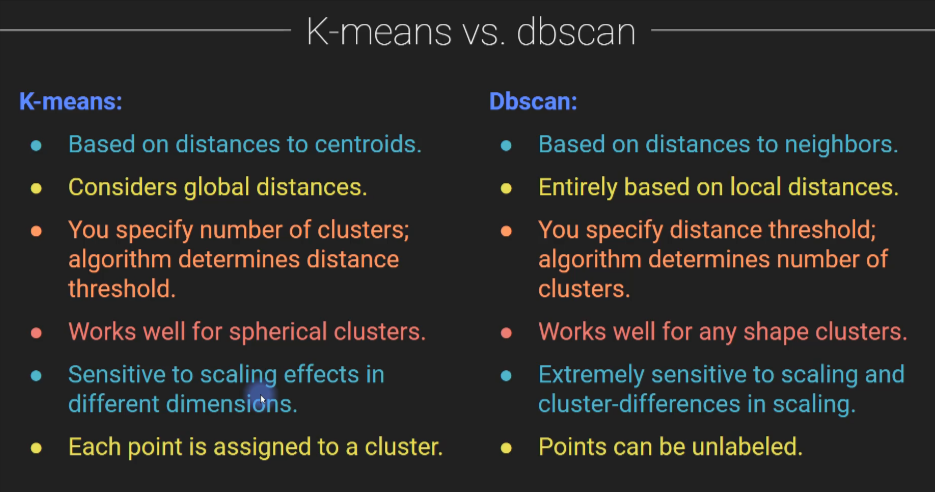 K-means vs. dbscan
K-means:
● Based on distances to centroids.
● Considers global distances.
● You specify number of clusters;
algorithm determines distance
threshold.
● Works well for spherical clusters.
● Sensitive to scaling effects in
different dimensions.
● Each point is assigned to a cluster.
Dbscan:
● Based on distances to neighbors.
● Entirely based on local distances.
● You specify distance threshold;
algorithm determines number of
clusters.
● Works well for any shape clusters.
● Extremely sensitive to scaling and
cluster-differences in scaling.
● Points can be unlabeled.